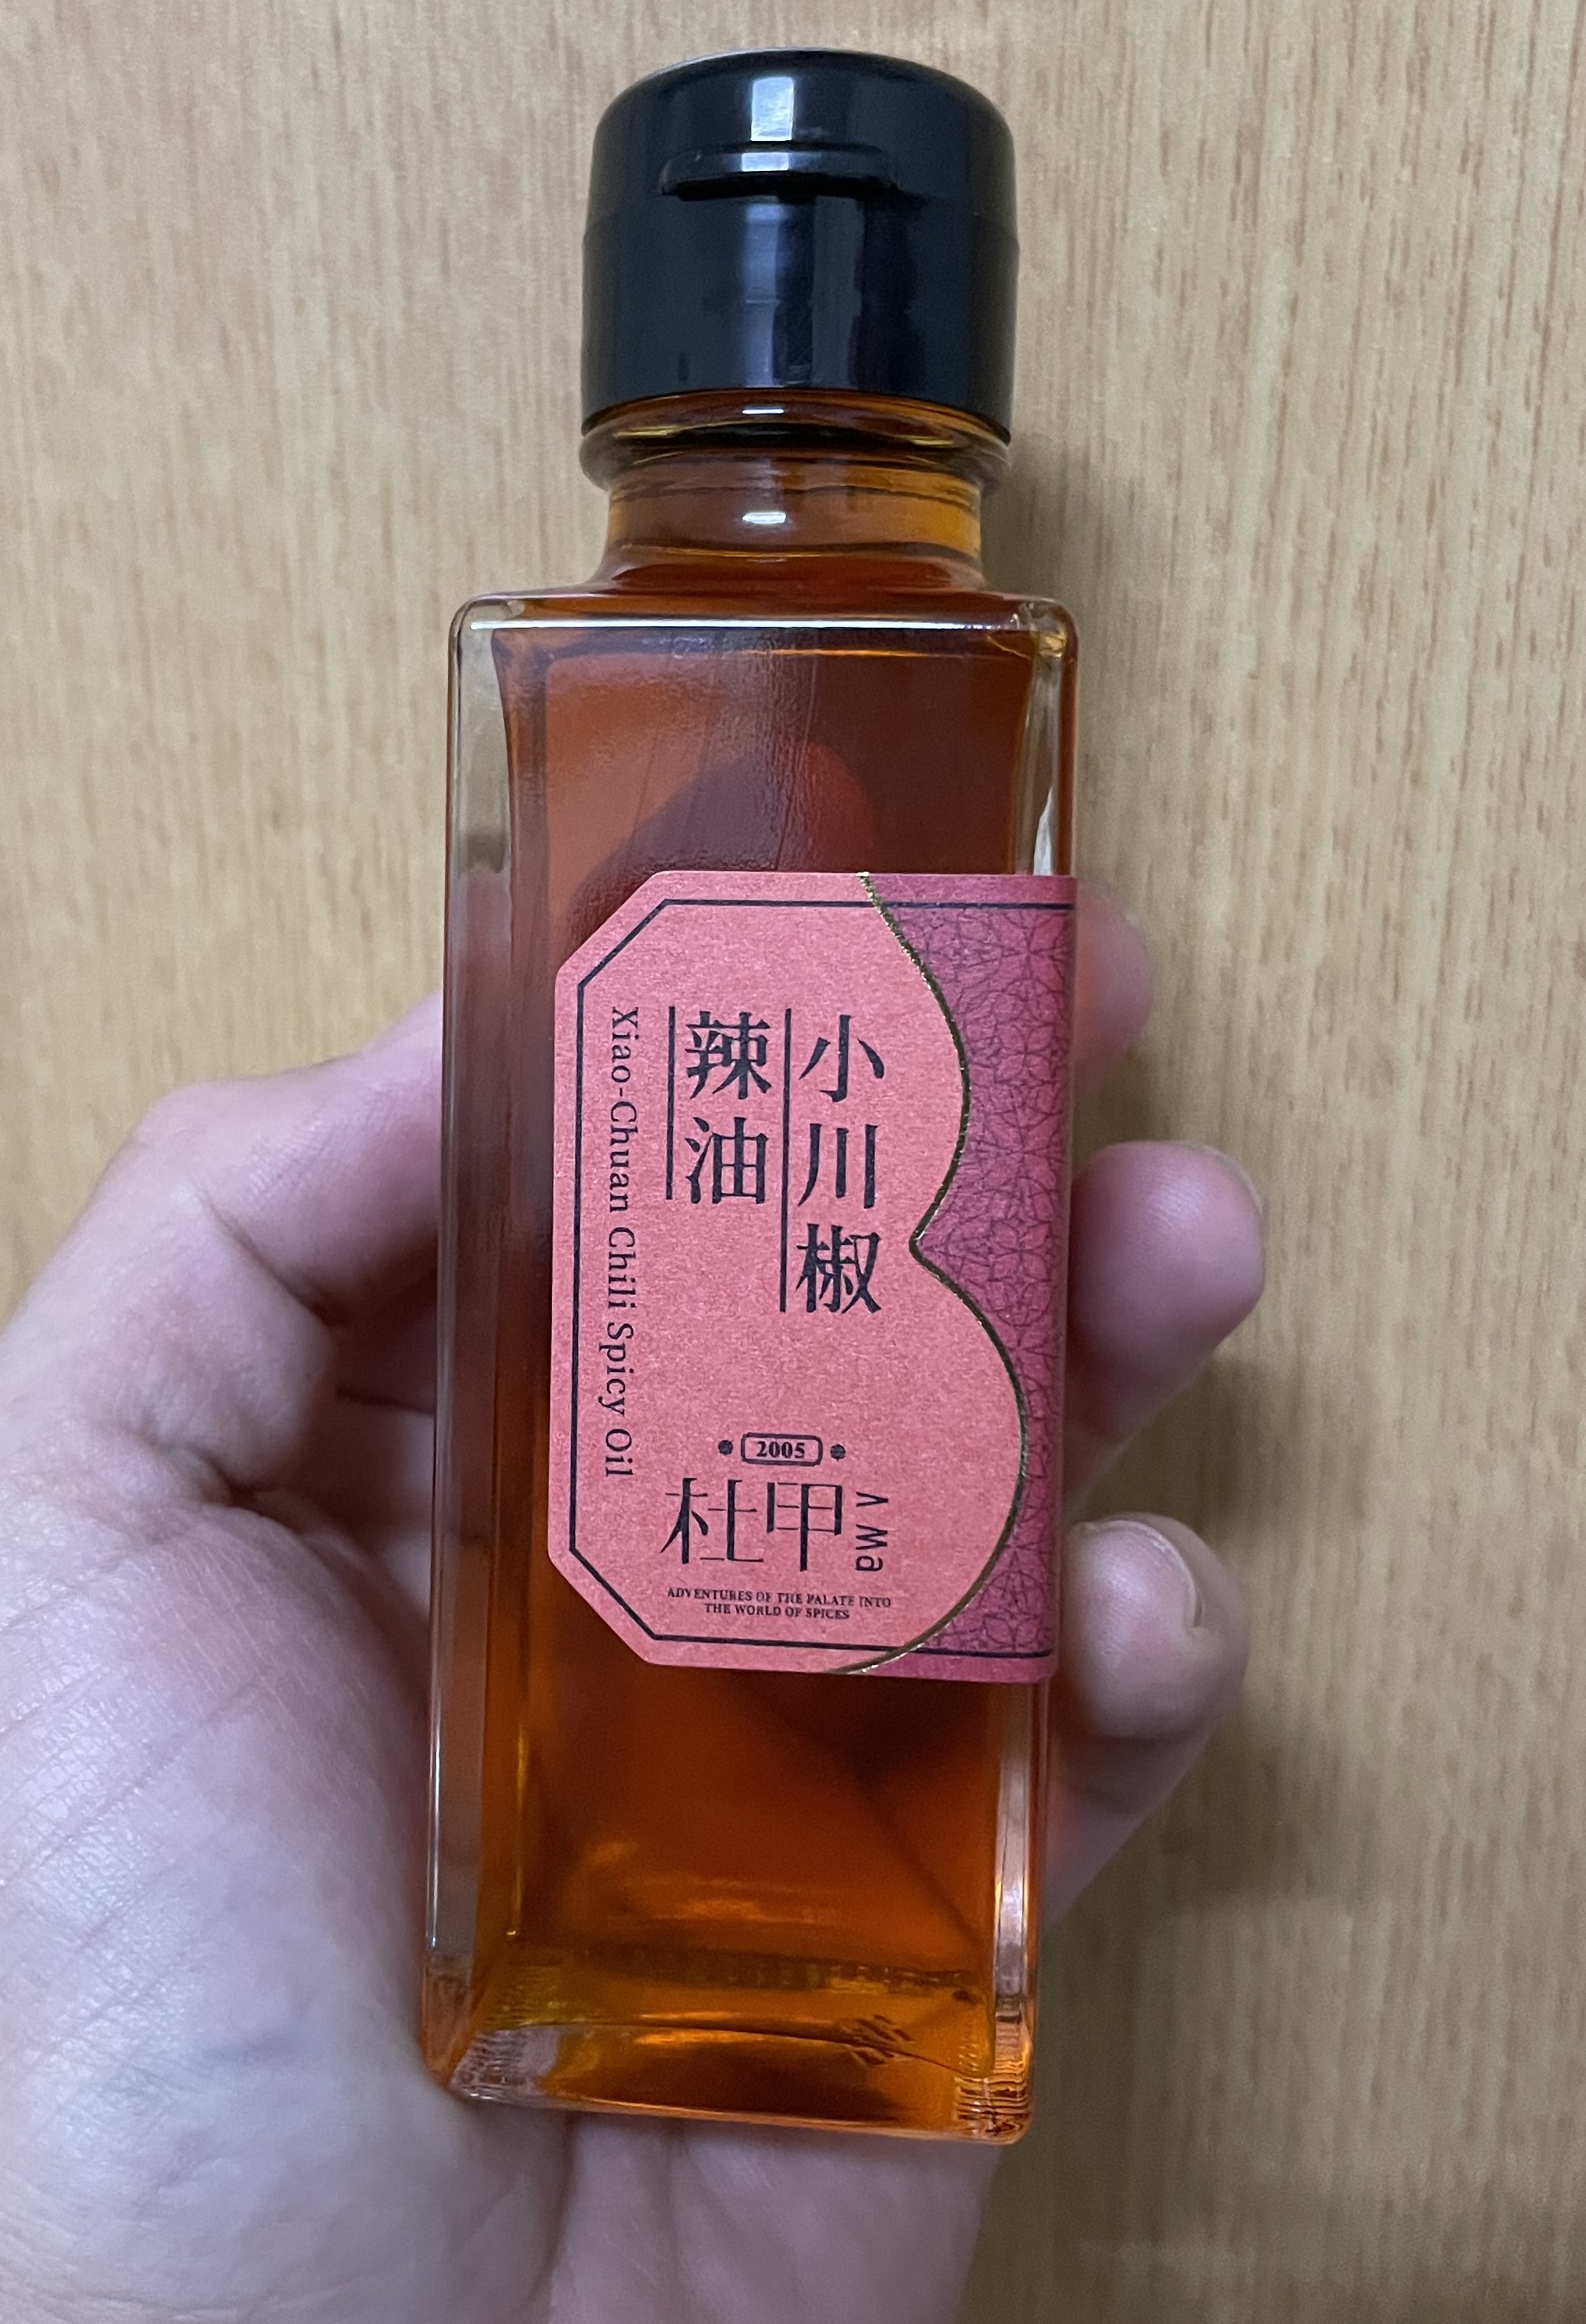 小川椒
辣油
Xiao-Chuan Chili Spicy Oil
2005
杜甲
A Ma
ADVENTURES OF THE PALATE INTO
THE WORLD OF SPICES